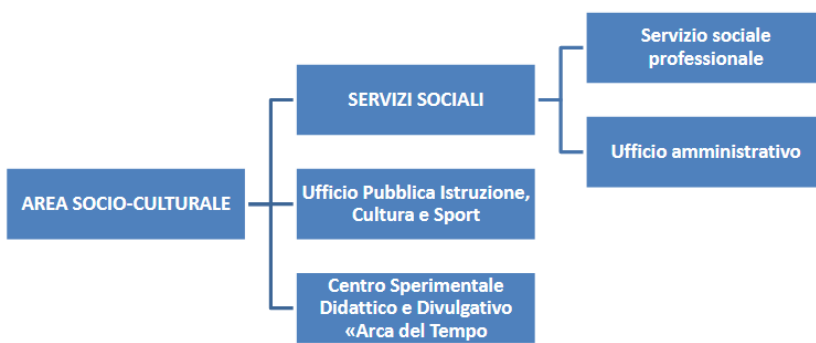 AREA SOCIO-CULTURALE
SERVIZI SOCIALI
Servizio sociale
professionale
Ufficio amministrativo
Ufficio Pubblica Istruzione,
Cultura e Sport
Centro Sperimentale
Didattico e Divulgativo
«Arca del Tempo